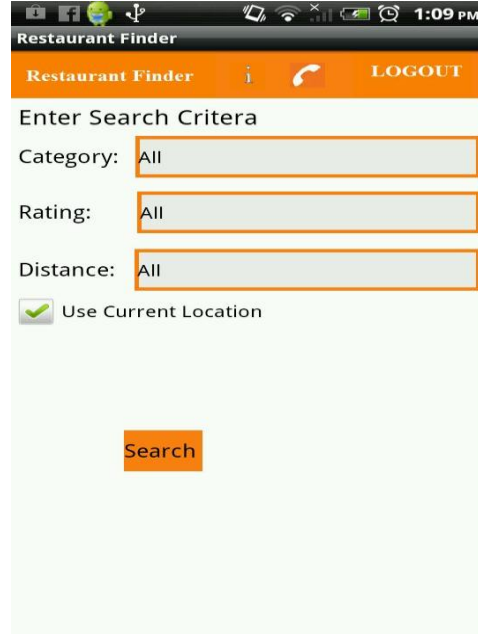 1:09 PM
Restaurant Finder
Restaurant Finder i LOGOUT
Enter Search Critera
Category: All
Rating: All
Distance: All
Use Current Location
Search